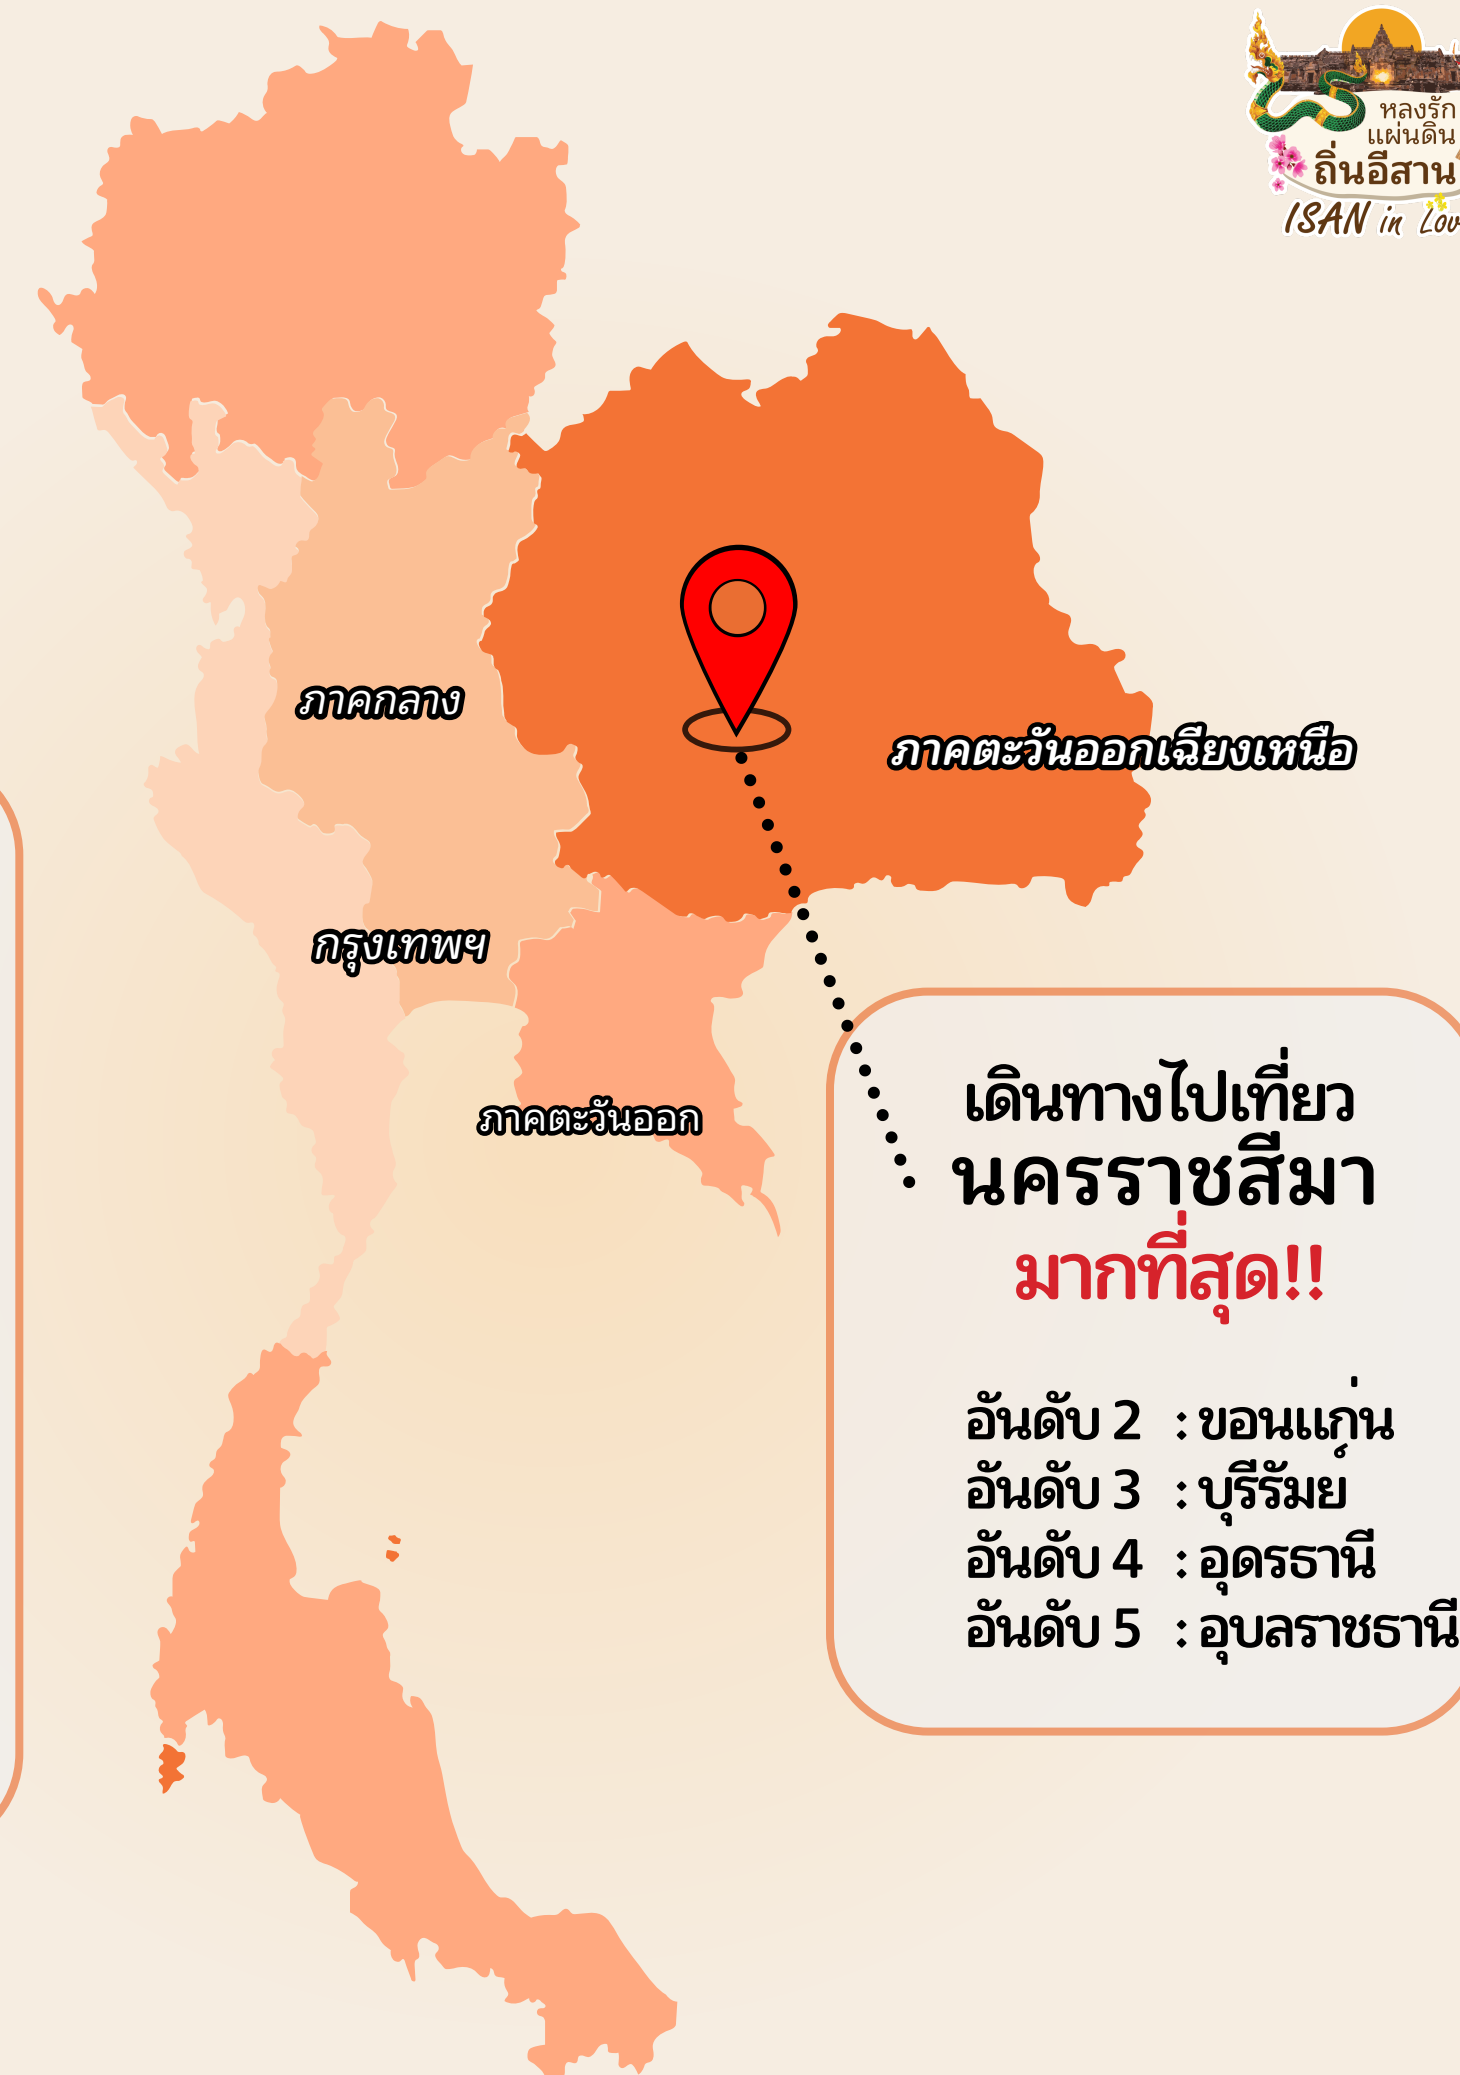 หลงรัก
แผ่นดิน
ถิ่นอีสาน
ISAN in Lov
ภาคกลาง
ภาคตะวันออกเฉียงเหนือ
กรุงเทพฯ
ภาคตะวันออก
เดินทางไปเที่ยว
นครราชสีมา
มากที่สุด!!
อันดับ 2 : ขอนแก่น
อันดับ 3 : บุรีรัมย์
อันดับ 4 : อุดรธานี
อันดับ 5 : อุบลราชธานี